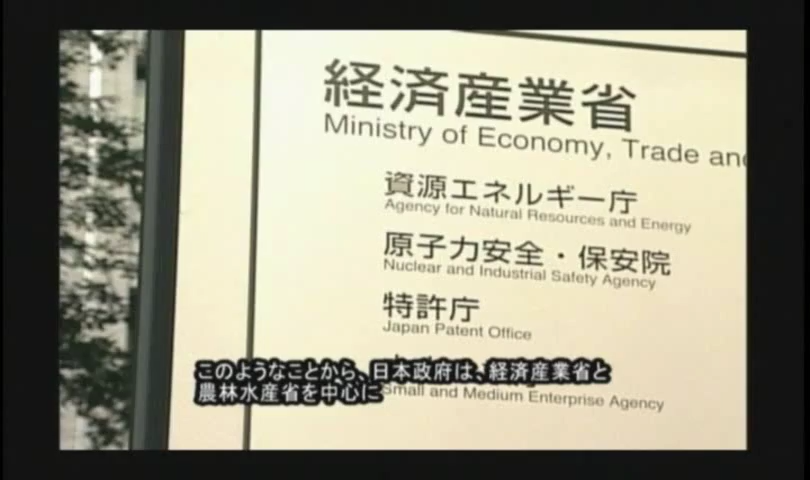 経済産業省
Ministry of Economy, Trade and
資源エネルギー庁
Agency for Natural Resources and Energy
原子力安全・保安院
Nuclear and Industrial Safety Agency
特許庁
Japan Patent Office
Small and Medium Enterprise Agency
このようなことから、日本政府は、経済産業省と
農林水産省を中心に